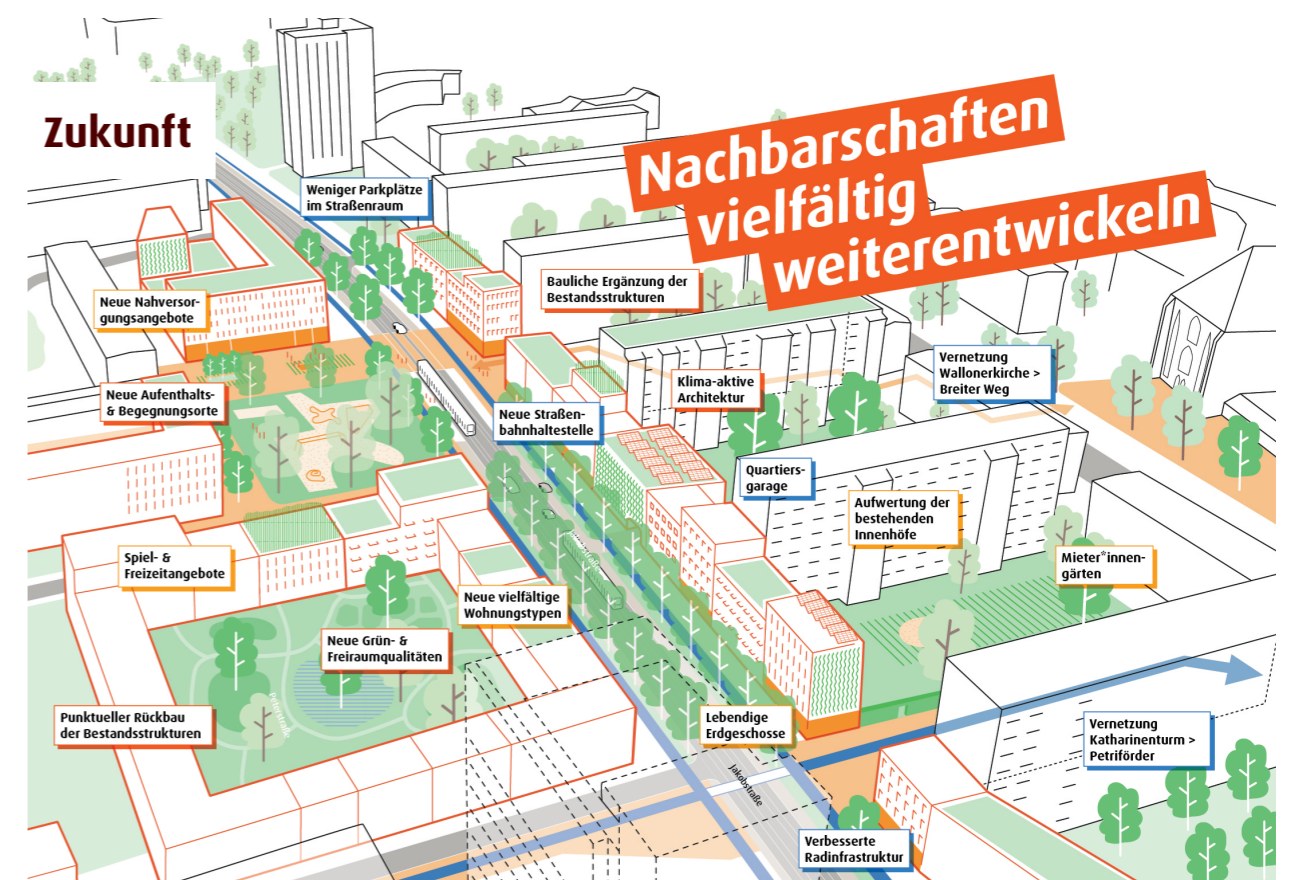 Zukunft
Nachbarschaften
vielfältig
weiterentwickeln
Weniger Parkplätze
im Straßenraum
Bauliche Ergänzung der
Bestandsstrukturen
Neue Nahversor-
gungsangebote
Vernetzung
Wallonerkirche >
Breiter Weg
Klima-aktive
Architektur
Neue Aufenthalts-
& Begegnungsorte
Neue Straßen-
bahnhaltestelle
Quartiers-
garage
Aufwertung der
bestehenden
Innenhöfe
Spiel- &
Freizeitangebote
Mieter*innen-
gärten
Neue vielfältige
Wohnungstypen
Neue Grün- &
Freiraumqualitäten
Peterstraße
Punktueller Rückbau
der Bestandsstrukturen
Lebendige
Erdgeschosse
Vernetzung
Katharinenturm >
Petriförder
Jakobstraße
Verbesserte
Radinfrastruktur